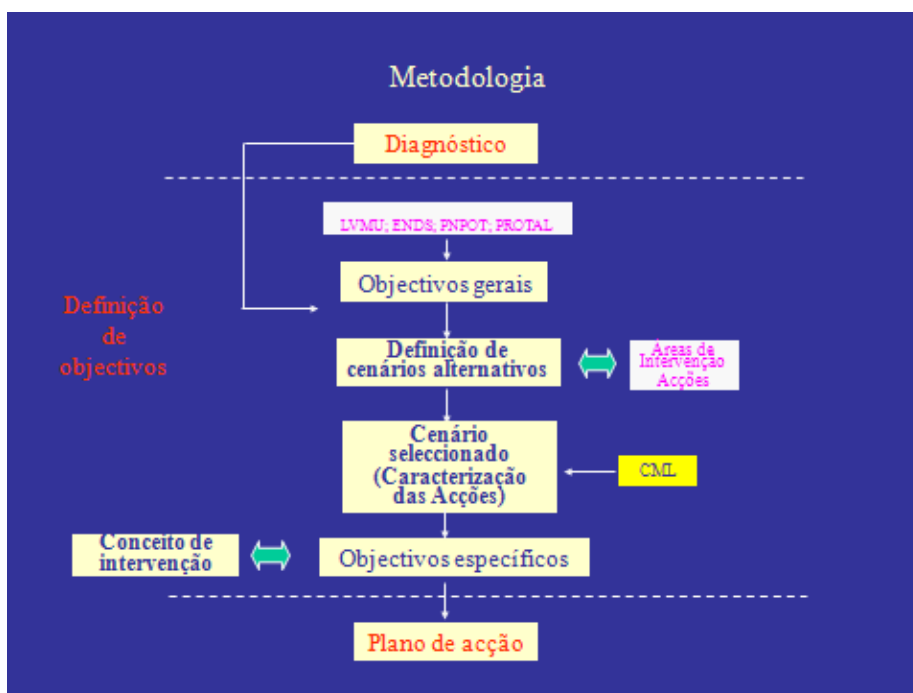 Metodologia
Diagnóstico
LVMU; ENDS; PNPOT; PROTAL
Objectivos gerais
Definição
de
objectivos
Definição de
cenários alternativos
Áreas de
Intervenção
Acções
Cenário
seleccionado
(Caracterização
das Acções)
CML
Conceito de
intervenção
Objectivos específicos
Plano de acção